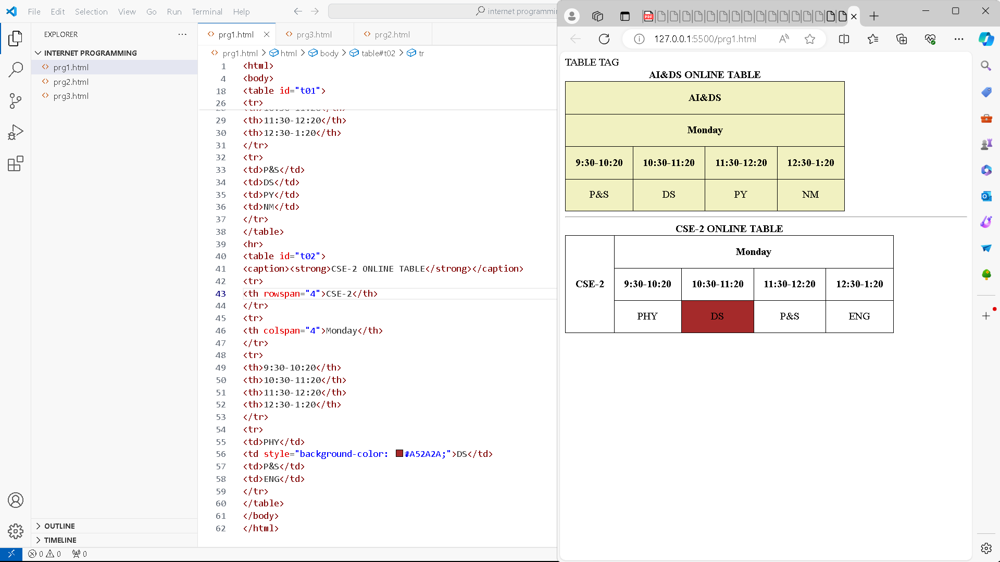 File Edit Selection View Go Run Terminal Help
internet programmi
EXPLORER
INTERNET PROGRAMMING
prg1.html
prg2.html
prg3.html
OUTLINE
TIMELINE
0 0 0
prg1.html prg3.html prg2.html
prg1.html > html > body > table#t02 > tr
1 <html>
4 <body>
18 <table id="t01">
26 <tr>
29 <th>11:30-12:20</th>
30 <th>12:30-1:20</th>
31 </tr>
32 <tr>
33 <td>P&S</td>
34 <td>DS</td>
35 <td>PY</td>
36 <td>NM</td>
37 </tr>
38 </table>
39 <hr>
40 <table id="t02">
41 <caption><strong>CSE-2 ONLINE TABLE</strong></caption>
42 <tr>
43 <th rowspan="4">CSE-2</th>
44 </tr>
45 <tr>
46 <th colspan="4">Monday</th>
47 </tr>
48 <tr>
49 <th>9:30-10:20</th>
50 <th>10:30-11:20</th>
51 <th>11:30-12:20</th>
52 <th>12:30-1:20</th>
53 </tr>
54 <tr>
55 <td>PHY</td>
56 <td style="background-color: #A52A2A;">DS</td>
57 <td>P&S</td>
58 <td>ENG</td>
59 </tr>
60 </table>
61 </body>
62 </html>
PDF
127.0.0.1:5500/prg1.html
TABLE TAG
AI&DS ONLINE TABLE
AI&DS
Monday
9:30-10:20 10:30-11:20 11:30-12:20 12:30-1:20
P&S DS PY NM
CSE-2 ONLINE TABLE
Monday
CSE-2 9:30-10:20 10:30-11:20 11:30-12:20 12:30-1:20
PHY DS P&S ENG